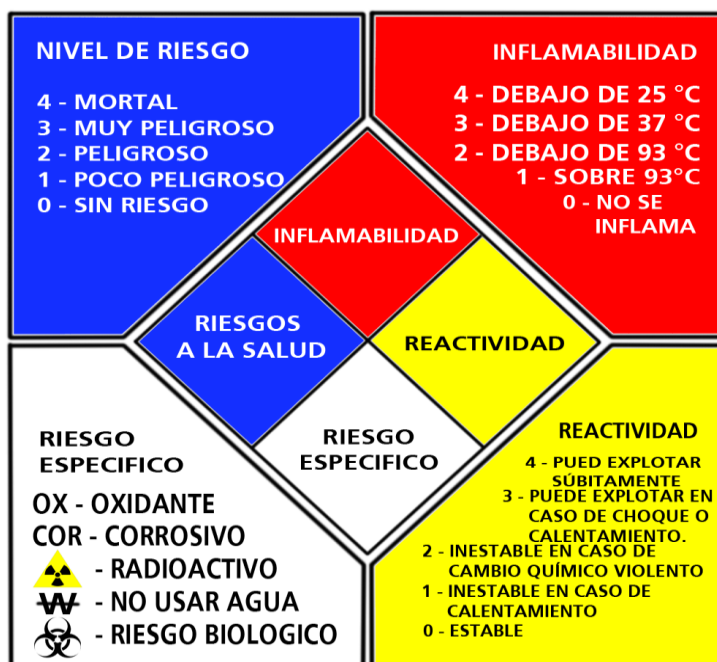 NIVEL DE RIESGO
4 - MORTAL
3 - MUY PELIGROSO
2 - PELIGROSO
1 - POCO PELIGROSO
0 - SIN RIESGO
INFLAMABILIDAD
4 - DEBAJO DE 25 °C
3 - DEBAJO DE 37 °C
2 - DEBAJO DE 93 °C
1 - SOBRE 93°C
0 - NO SE
INFLAMA
INFLAMABILIDAD
RIESGOS
A LA SALUD
REACTIVIDAD
RIESGO
ESPECIFICO
RIESGO
ESPECIFICO
OX - OXIDANTE
COR - CORROSIVO
- RADIOACTIVO
W - NO USAR AGUA
- RIESGO BIOLOGICO
REACTIVIDAD
4 - PUED EXPLOTAR
SÚBITAMENTE
3 - PUEDE EXPLOTAR EN
CASO DE CHOQUE O
CALENTAMIENTO.
2 - INESTABLE EN CASO DE
CAMBIO QUÍMICO VIOLENTO
1 - INESTABLE EN CASO DE
CALENTAMIENTO
0 - ESTABLE